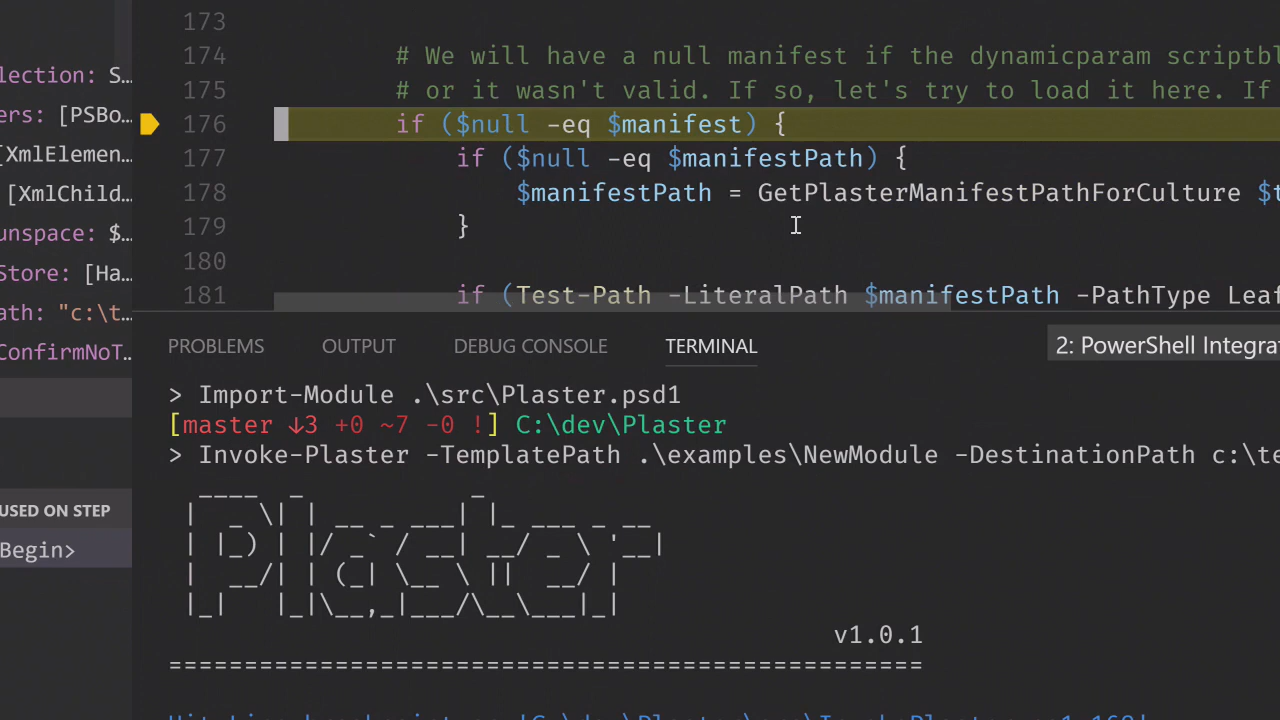 173
174 # We will have a null manifest if the dynamicparam scriptbl
175 # or it wasn't valid. If so, let's try to load it here. If
176 if ($null -eq $manifest) {
177 if ($null -eq $manifestPath) {
178 $manifestPath = GetPlasterManifestPathForCulture $t
179 }
180
181 if (Test-Path -LiteralPath $manifestPath -PathType Leaf
lection: S…
ers: [PSBo…
[XmlElemen…
[XmlChild…
unspace: $…
Store: [Ha…
ath: "c:\t…
ConfirmNoT…
USED ON STEP
Begin>
PROBLEMS OUTPUT DEBUG CONSOLE TERMINAL 2: PowerShell Integra
> Import-Module .\src\Plaster.psd1
[master ↓3 +0 ~7 -0 !] C:\dev\Plaster
> Invoke-Plaster -TemplatePath .\examples\NewModule -DestinationPath c:\te
Plaster
v1.0.1
==================================================